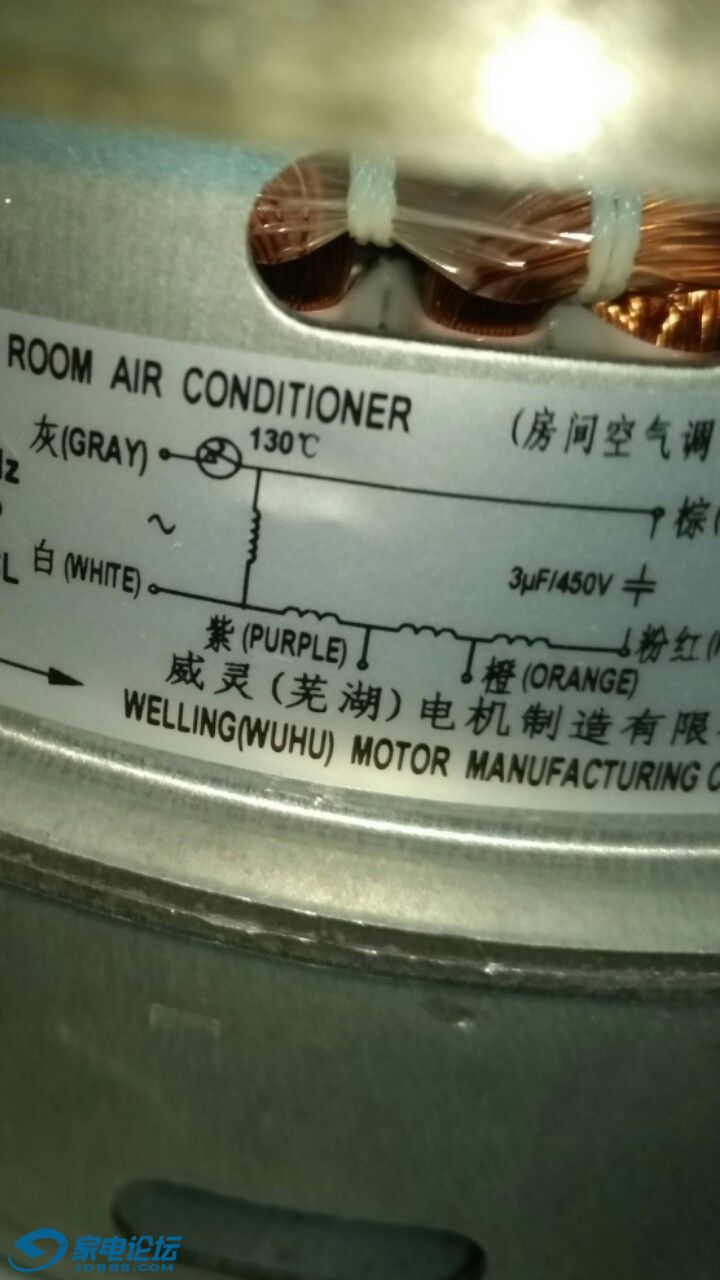 ROOM AIR CONDITIONER
(房间空气调
灰(GRAY)
130℃
棕(
白(WHITE)
3μF/450V
紫(PURPLE)
橙(ORANGE)
粉红(
威灵(芜湖)电机制造有限
WELLING(WUHU) MOTOR MANUFACTURING C
家电论坛
JDBBS.COM